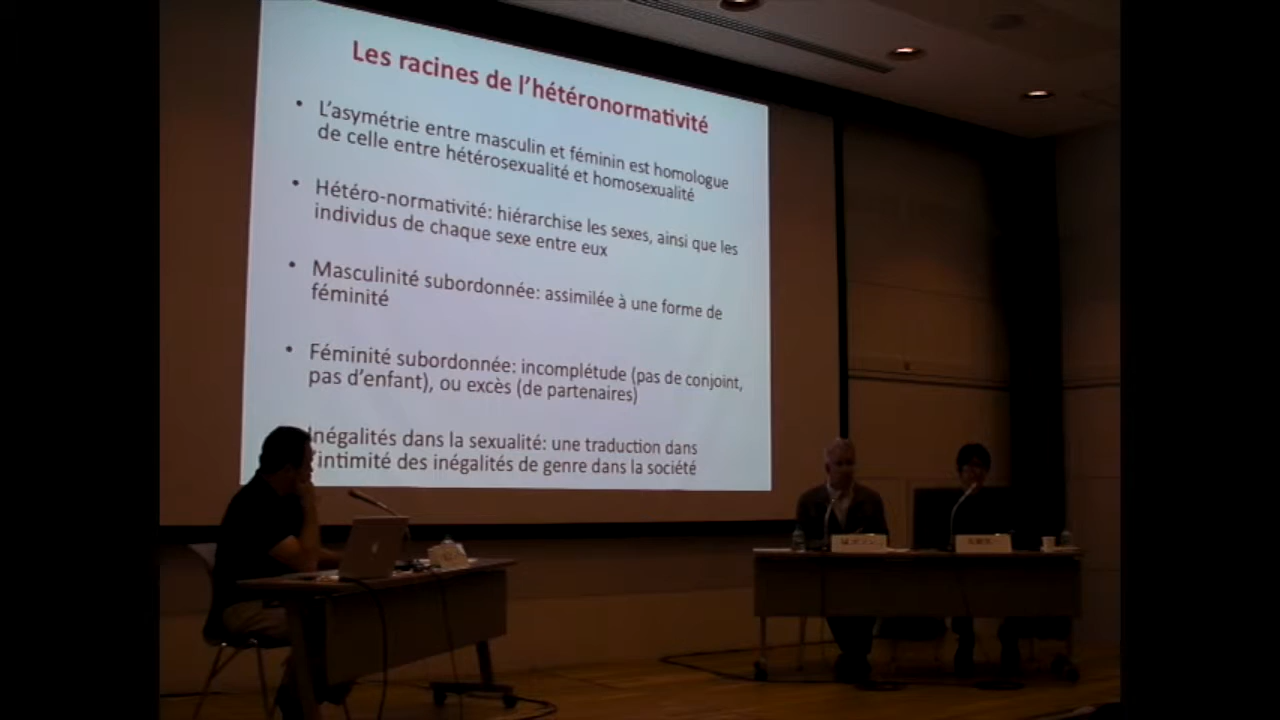 Les racines de l'hétéronormativité
• L'asymétrie entre masculin et féminin est homologue
de celle entre hétérosexualité et homosexualité
• Hétéro-normativité: hiérarchise les sexes, ainsi que les
individus de chaque sexe entre eux
• Masculinité subordonnée: assimilée à une forme de
féminité
• Féminité subordonnée: incomplétude (pas de conjoint,
pas d'enfant), ou excès (de partenaires)
Inégalités dans la sexualité: une traduction dans
l'intimité des inégalités de genre dans la société